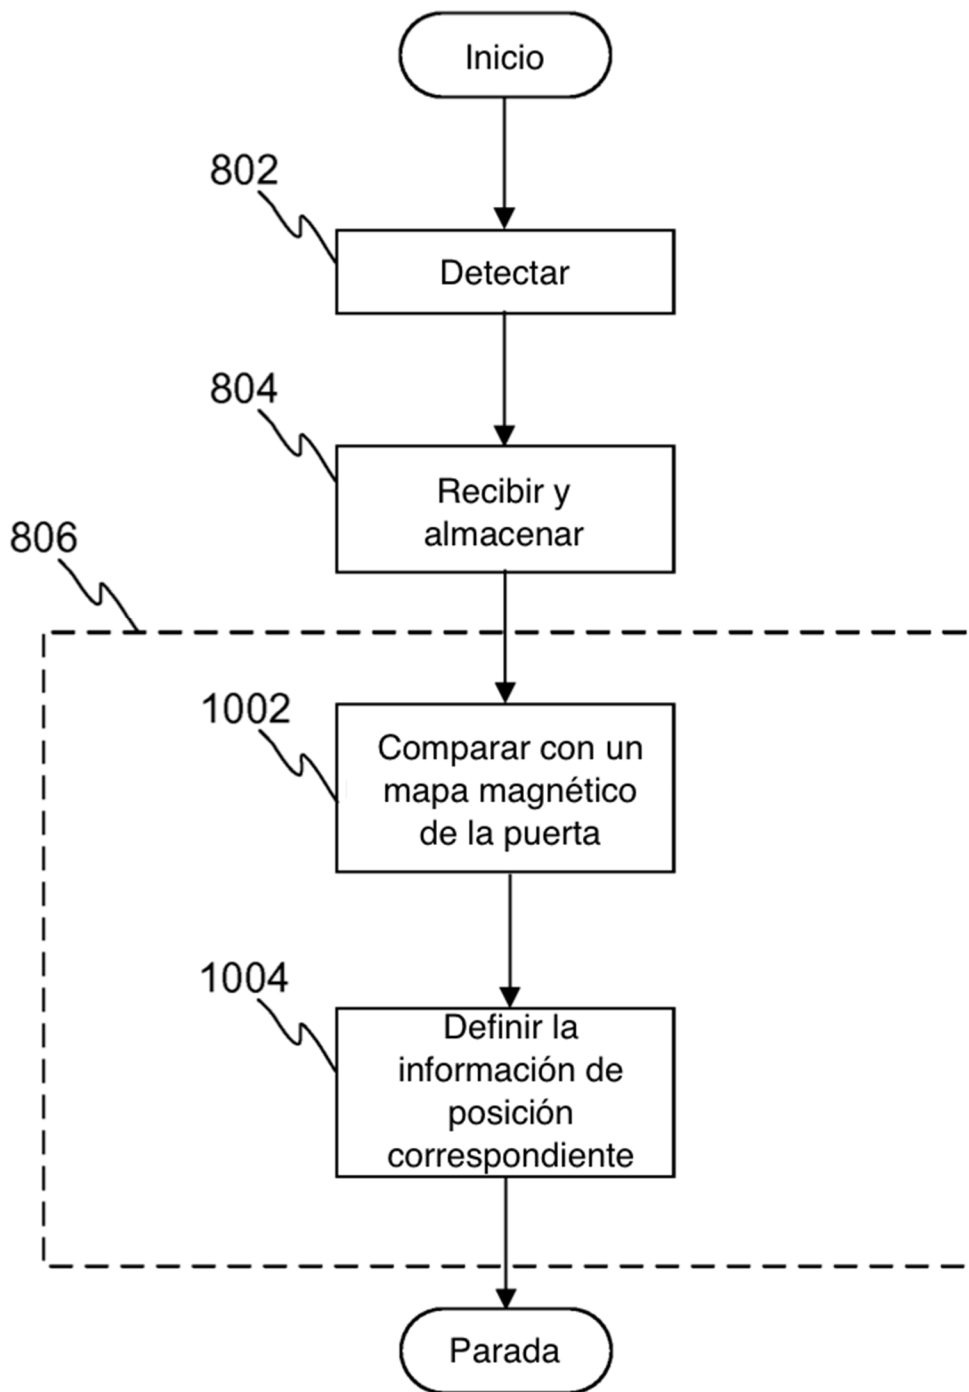 Inicio
802
Detectar
804
Recibir y
almacenar
806
1002
Comparar con un
mapa magnético
de la puerta
1004
Definir la
información de
posición
correspondiente
Parada